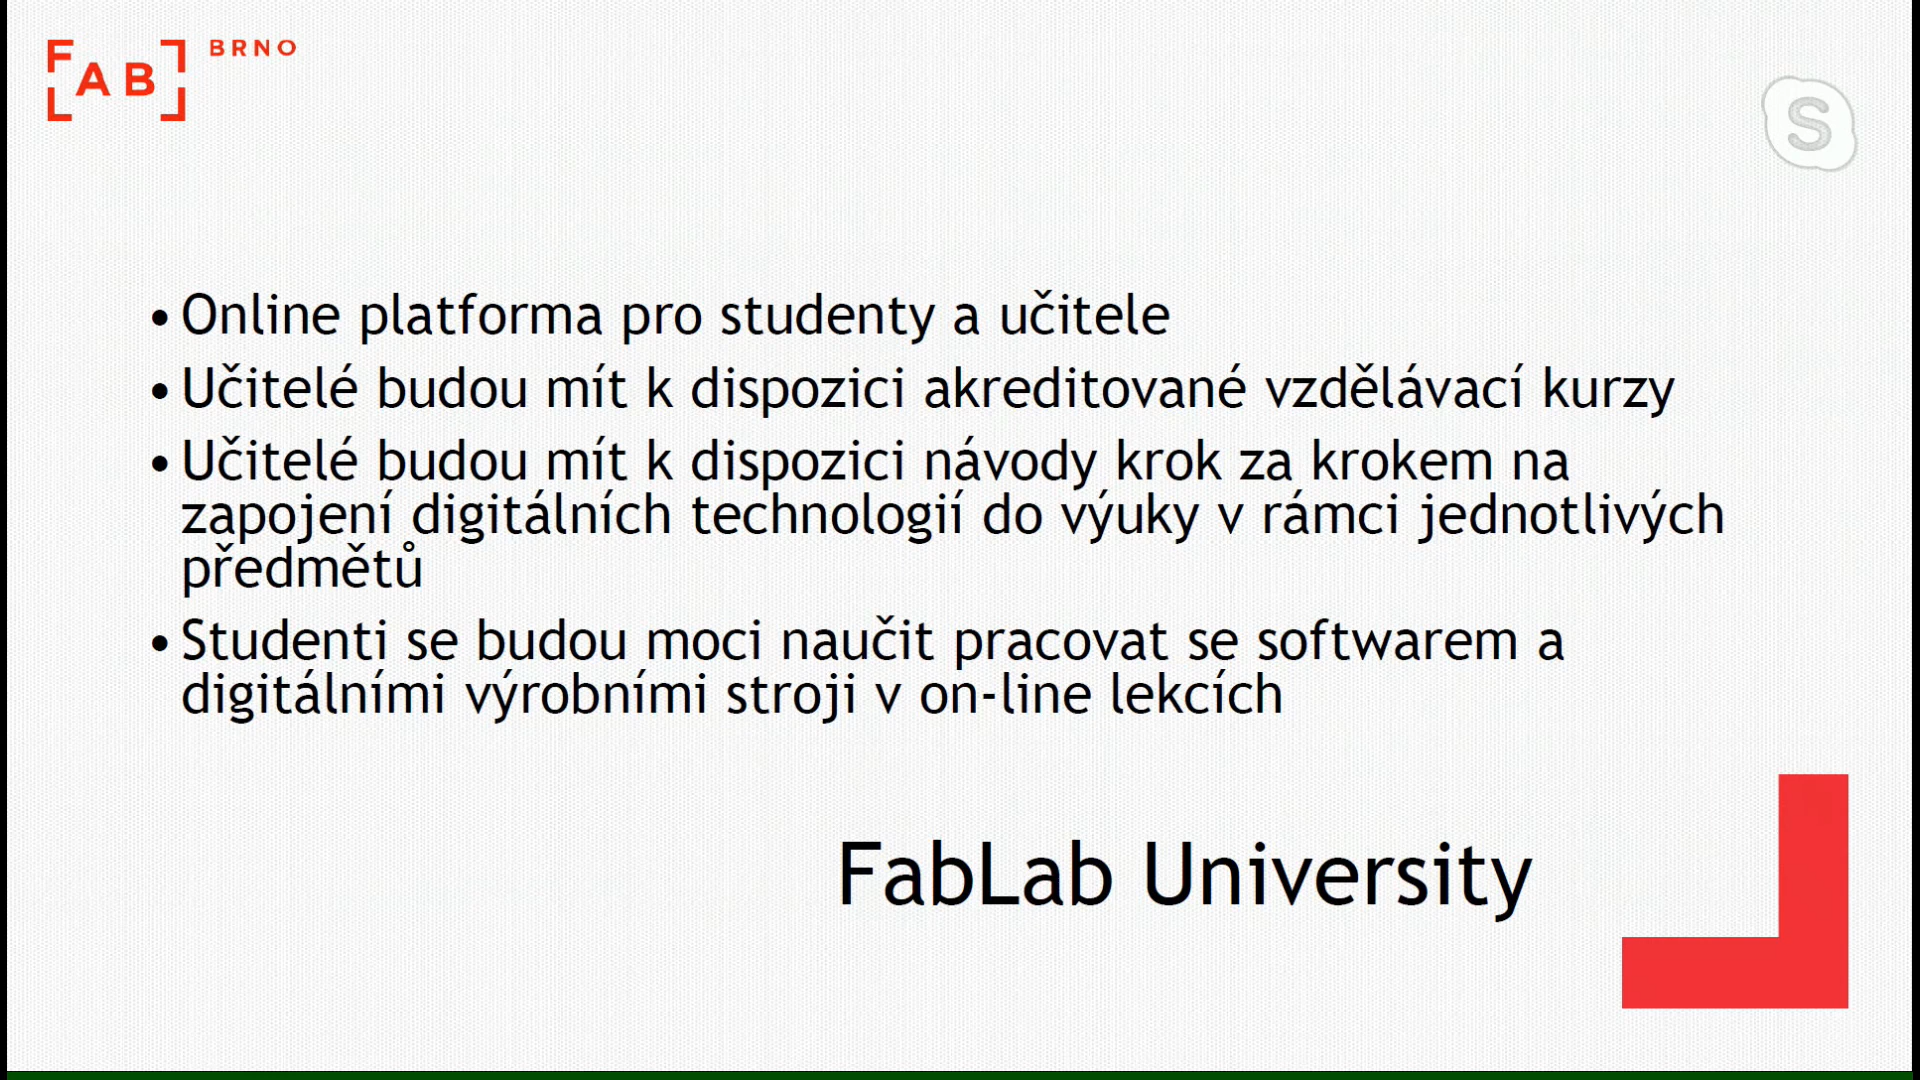 FAB BRNO
S
• Online platforma pro studenty a učitele
• Učitelé budou mít k dispozici akreditované vzdělávací kurzy
• Učitelé budou mít k dispozici návody krok za krokem na
zapojení digitálních technologií do výuky v rámci jednotlivých
předmětů
• Studenti se budou moci naučit pracovat se softwarem a
digitálními výrobními stroji v on-line lekcích
FabLab University